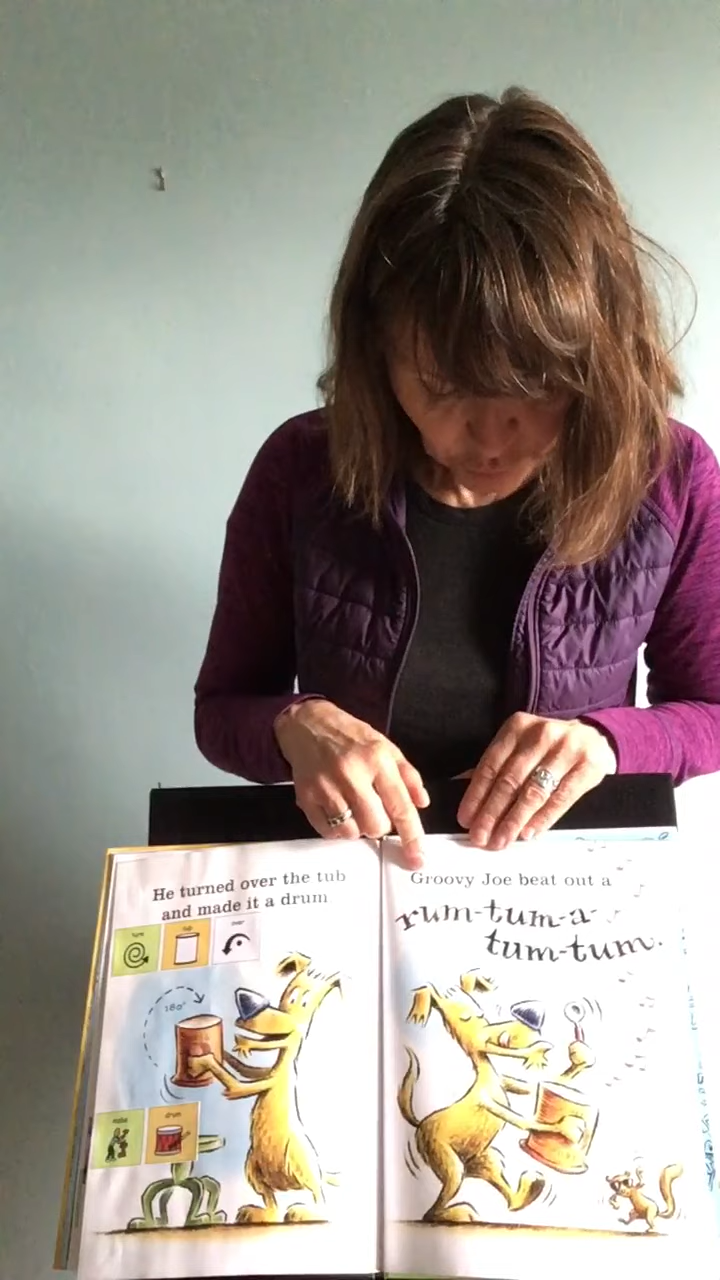 He turned over the tub
and made it a drum
turn tub over
180°
make drum
Groovy Joe beat out a
rum-tum-a-
tum-tum.